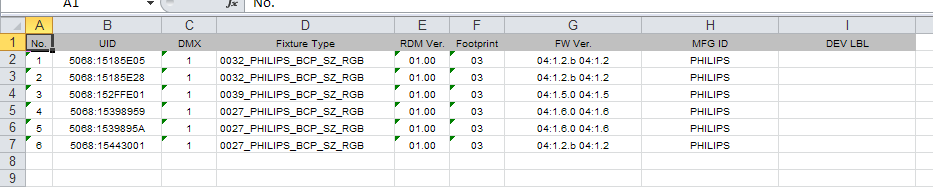 A1 fx No.
A B C D E F G H I
1 No. UID DMX Fixture Type RDM Ver. Footprint FW Ver. MFG ID DEV LBL
2 1 5068:15185E05 1 0032_PHILIPS_BCP_SZ_RGB 01.00 03 04:1.2.b 04:1.2 PHILIPS
3 2 5068:15185E28 1 0032_PHILIPS_BCP_SZ_RGB 01.00 03 04:1.2.b 04:1.2 PHILIPS
4 3 5068:152FFE01 1 0039_PHILIPS_BCP_SZ_RGB 01.00 03 04:1.5.0 04:1.5 PHILIPS
5 4 5068:15398959 1 0027_PHILIPS_BCP_SZ_RGB 01.00 03 04:1.6.0 04:1.6 PHILIPS
6 5 5068:1539895A 1 0027_PHILIPS_BCP_SZ_RGB 01.00 03 04:1.6.0 04:1.6 PHILIPS
7 6 5068:15443001 1 0027_PHILIPS_BCP_SZ_RGB 01.00 03 04:1.2.b 04:1.2 PHILIPS
8
9